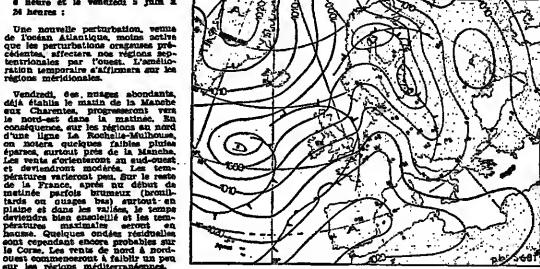 0 heure et le vendredi 5 juin à
24 heures :
Une nouvelle perturbation, venue
de l'océan Atlantique, moins active
que les perturbations orageuses pré-
cédentes, affectera nos régions sep-
tentrionales par l'ouest. L'amélio-
ration temporaire s'affirmera sur les
régions méridionales.
Vendredi, des nuages abondants,
déjà établis le matin de la Manche
aux Charentes, progresseront vers
le nord-est dans la matinée. En
conséquence, sur les régions au nord
d'une ligne La Rochelle-Mulhouse,
on notera quelques faibles pluies
éparses, surtout près de la Manche.
Les vents s'orienteront au sud-ouest
et deviendront modérés. Les tem-
pératures varieront peu. Sur le reste
de la France, après un début de
matinée parfois brumeux (brouil-
lards ou nuages bas) surtout en
plaine et dans les vallées, le temps
deviendra bien ensoleillé et les tem-
pératures maximales seront en
hausse. Quelques ondées résiduelles
sont cependant encore probables sur
la Corse. Les vents de nord à nord-
ouest commenceront à faiblir un peu
sur les régions méditerranéennes.
1020
1010
1000
1010
D
A